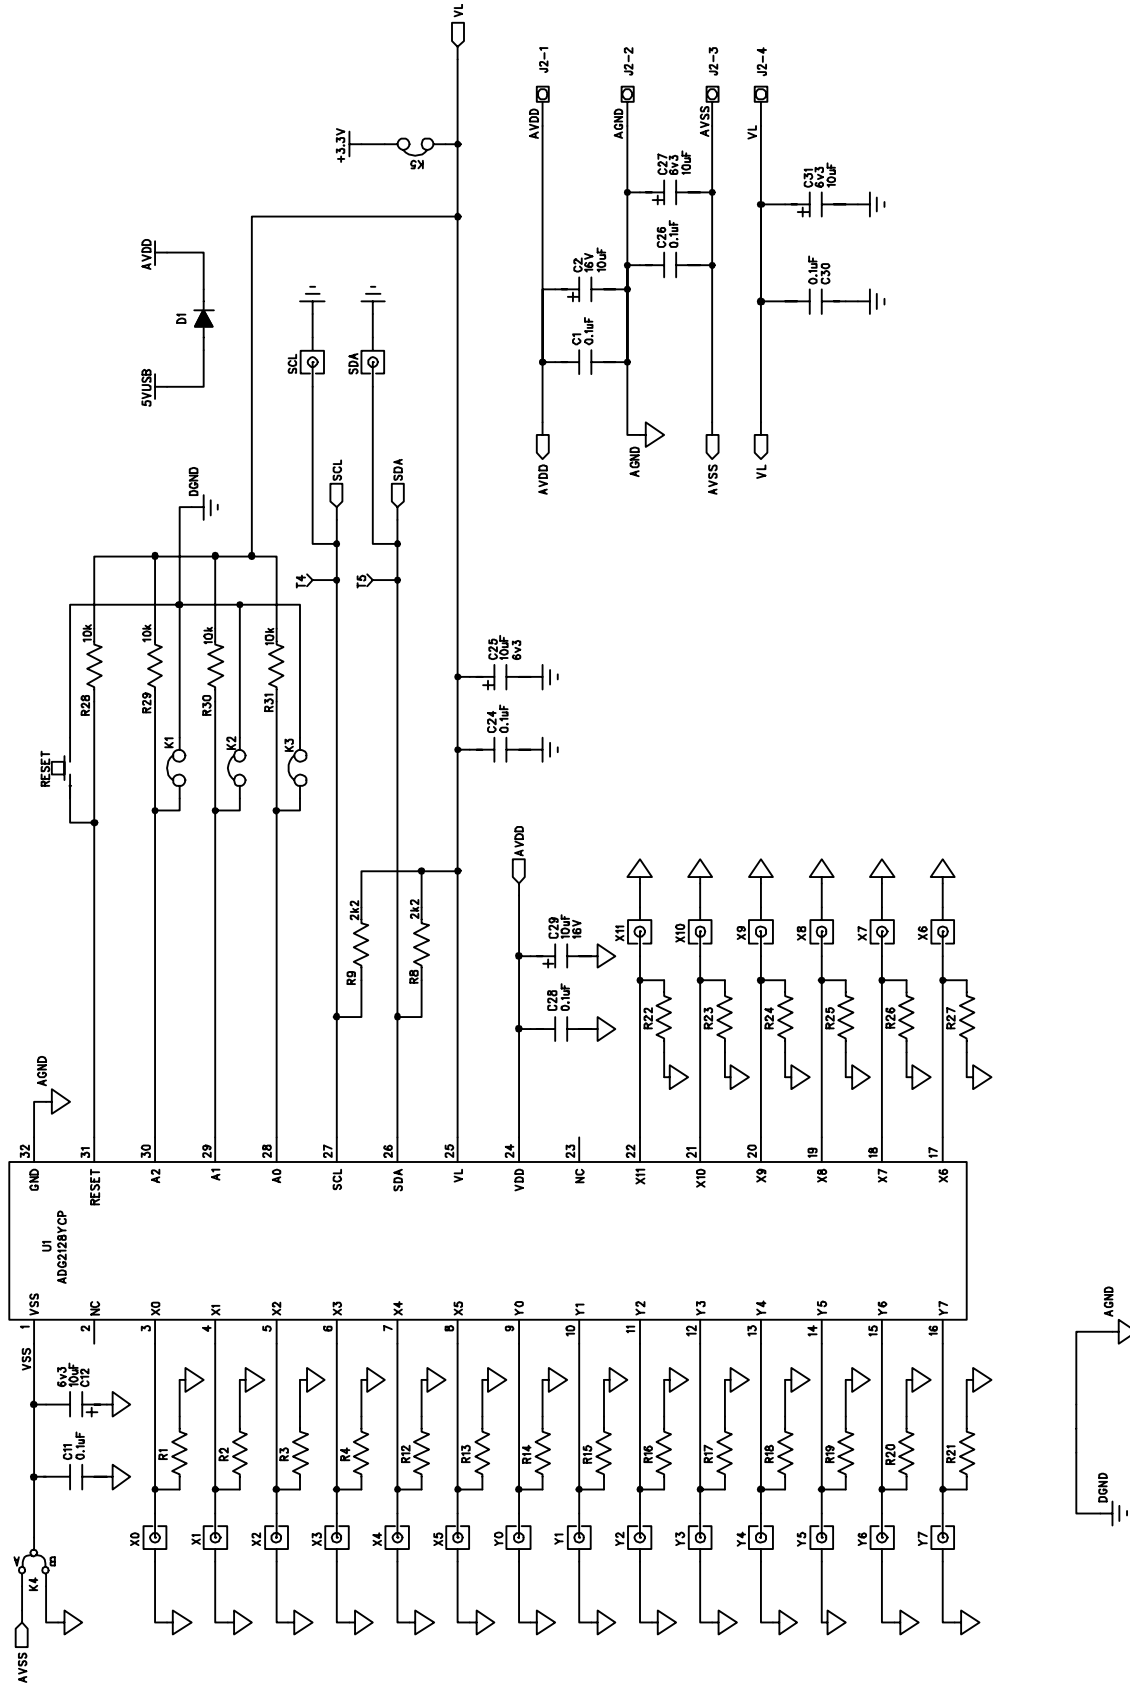 VL
+3.3V
K5
AVDD
D1
5VUSB
SCL
SDA
DGND
SCL
SDA
T4
T5
J2-1
J2-2
J2-3
J2-4
AVDD
AGND
AVSS
VL
C27
6v3
10uF
C31
6v3
10uF
C26
0.1uF
C2
16V
10uF
0.1uF
C30
C1
0.1uF
AVDD
AGND
AVSS
VL
RESET
10k
R28
10k
R29
10k
R30
10k
R31
K1
K2
K3
C25
10uF
6v3
C24
0.1uF
2k2
R9
2k2
R8
AVDD
C29
10uF
16V
C28
0.1uF
X11
X10
X9
X8
X7
X6
R22
R23
R24
R25
R26
R27
AGND
32
31
30
29
28
27
26
25
24
23
22
21
20
19
18
17
GND
RESET
A2
A1
A0
SCL
SDA
VL
VDD
NC
X11
X10
X9
X8
X7
X6
U1
ADG2128YCP
VSS
NC
X0
X1
X2
X3
X4
X5
Y0
Y1
Y2
Y3
Y4
Y5
Y6
Y7
1
2
3
4
5
6
7
8
9
10
11
12
13
14
15
16
VSS
6v3
10uF
C12
C11
0.1uF
R1
R2
R3
R4
R12
R13
R14
R15
R16
R17
R18
R19
R20
R21
X0
X1
X2
X3
X4
X5
Y0
Y1
Y2
Y3
Y4
Y5
Y6
Y7
A
B
K4
AVSS
AGND
DGND